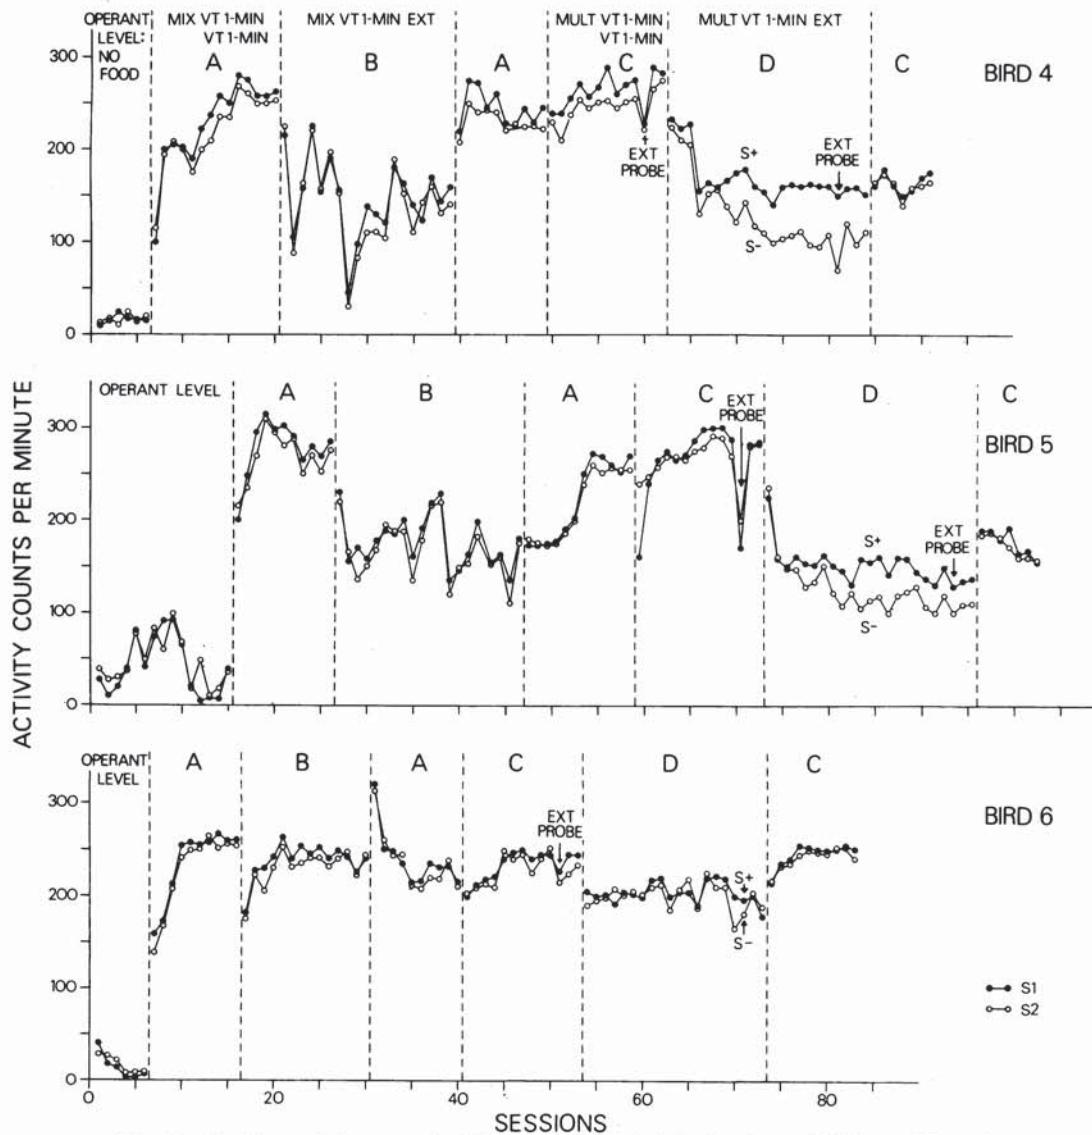 OPERANT LEVEL: NO FOOD
MIX VT 1-MIN VT 1-MIN
MIX VT 1-MIN EXT
MULT VT 1-MIN VT 1-MIN
MULT VT 1-MIN EXT
A
B
A
C
D
C
BIRD 4
300
200
100
0
EXT PROBE
S+
EXT PROBE
S-
OPERANT LEVEL
A
B
A
C
D
C
BIRD 5
300
200
100
0
EXT PROBE
S+
EXT PROBE
S-
ACTIVITY COUNTS PER MINUTE
OPERANT LEVEL
A
B
A
C
D
C
BIRD 6
300
200
100
0
EXT PROBE
S+
S-
S1
S2
0
20
40
60
80
SESSIONS